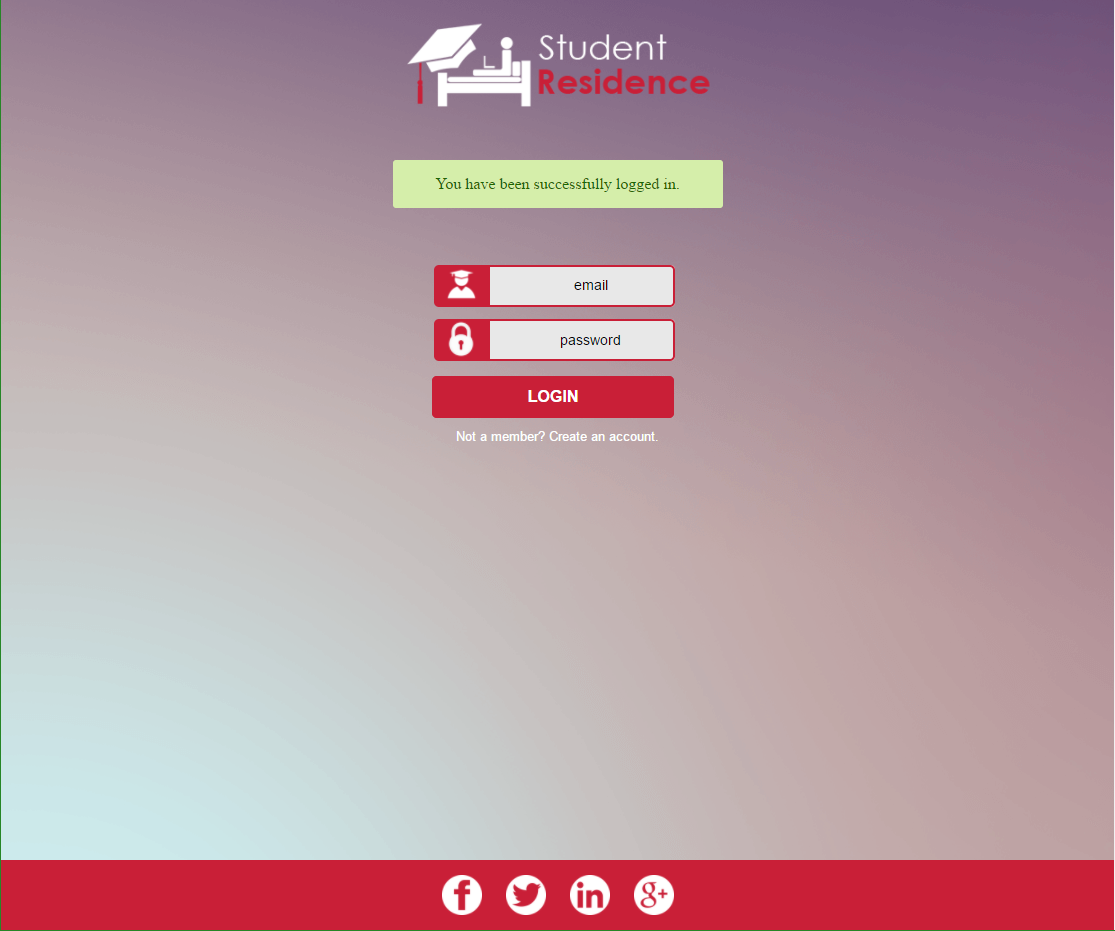 Student
Residence
You have been successfully logged in.
email
password
LOGIN
Not a member? Create an account.
f
in
g+